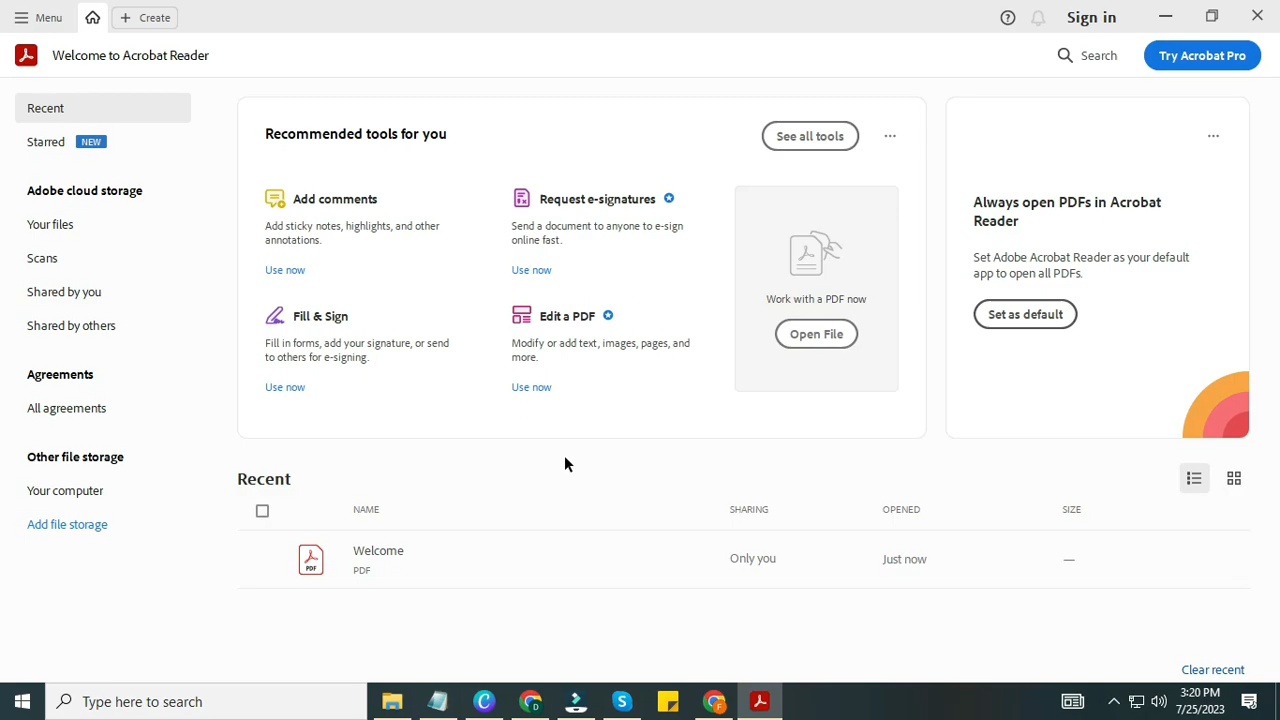 Menu
Create
Sign in
Welcome to Acrobat Reader
Search
Try Acrobat Pro
Recent
Starred NEW
Adobe cloud storage
Your files
Scans
Shared by you
Shared by others
Agreements
All agreements
Other file storage
Your computer
Add file storage
Recommended tools for you
See all tools
Add comments
Add sticky notes, highlights, and other
annotations.
Use now
Request e-signatures
Send a document to anyone to e-sign
online fast.
Use now
Fill & Sign
Fill in forms, add your signature, or send
to others for e-signing.
Use now
Edit a PDF
Modify or add text, images, pages, and
more.
Use now
Work with a PDF now
Open File
Always open PDFs in Acrobat
Reader
Set Adobe Acrobat Reader as your default
app to open all PDFs.
Set as default
Recent
NAME SHARING OPENED SIZE
PDF
Welcome
PDF
Only you
Just now
—
Clear recent
Type here to search
D
F
3:20 PM
7/25/2023